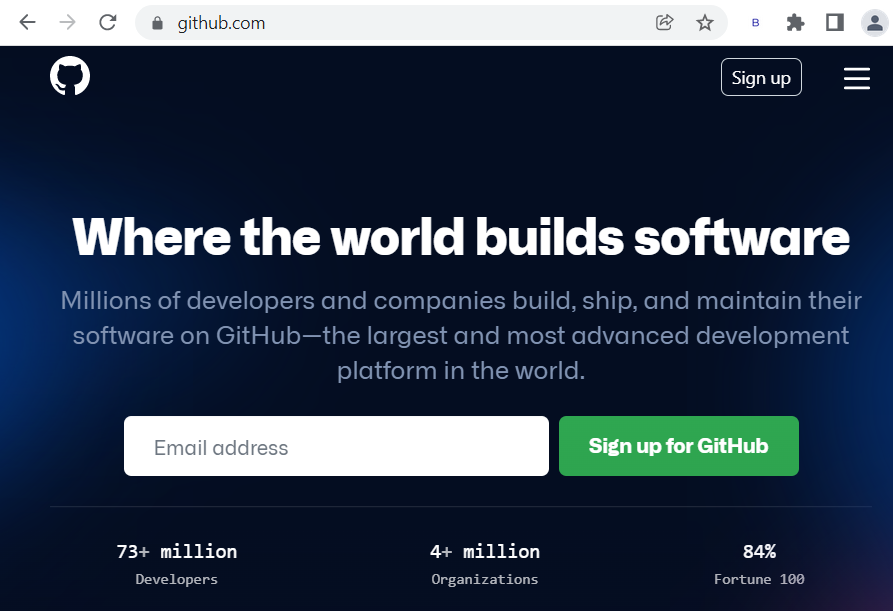 github.com
B
Sign up
Where the world builds software
Millions of developers and companies build, ship, and maintain their
software on GitHub—the largest and most advanced development
platform in the world.
Email address
Sign up for GitHub
73+ million
Developers
4+ million
Organizations
84%
Fortune 100